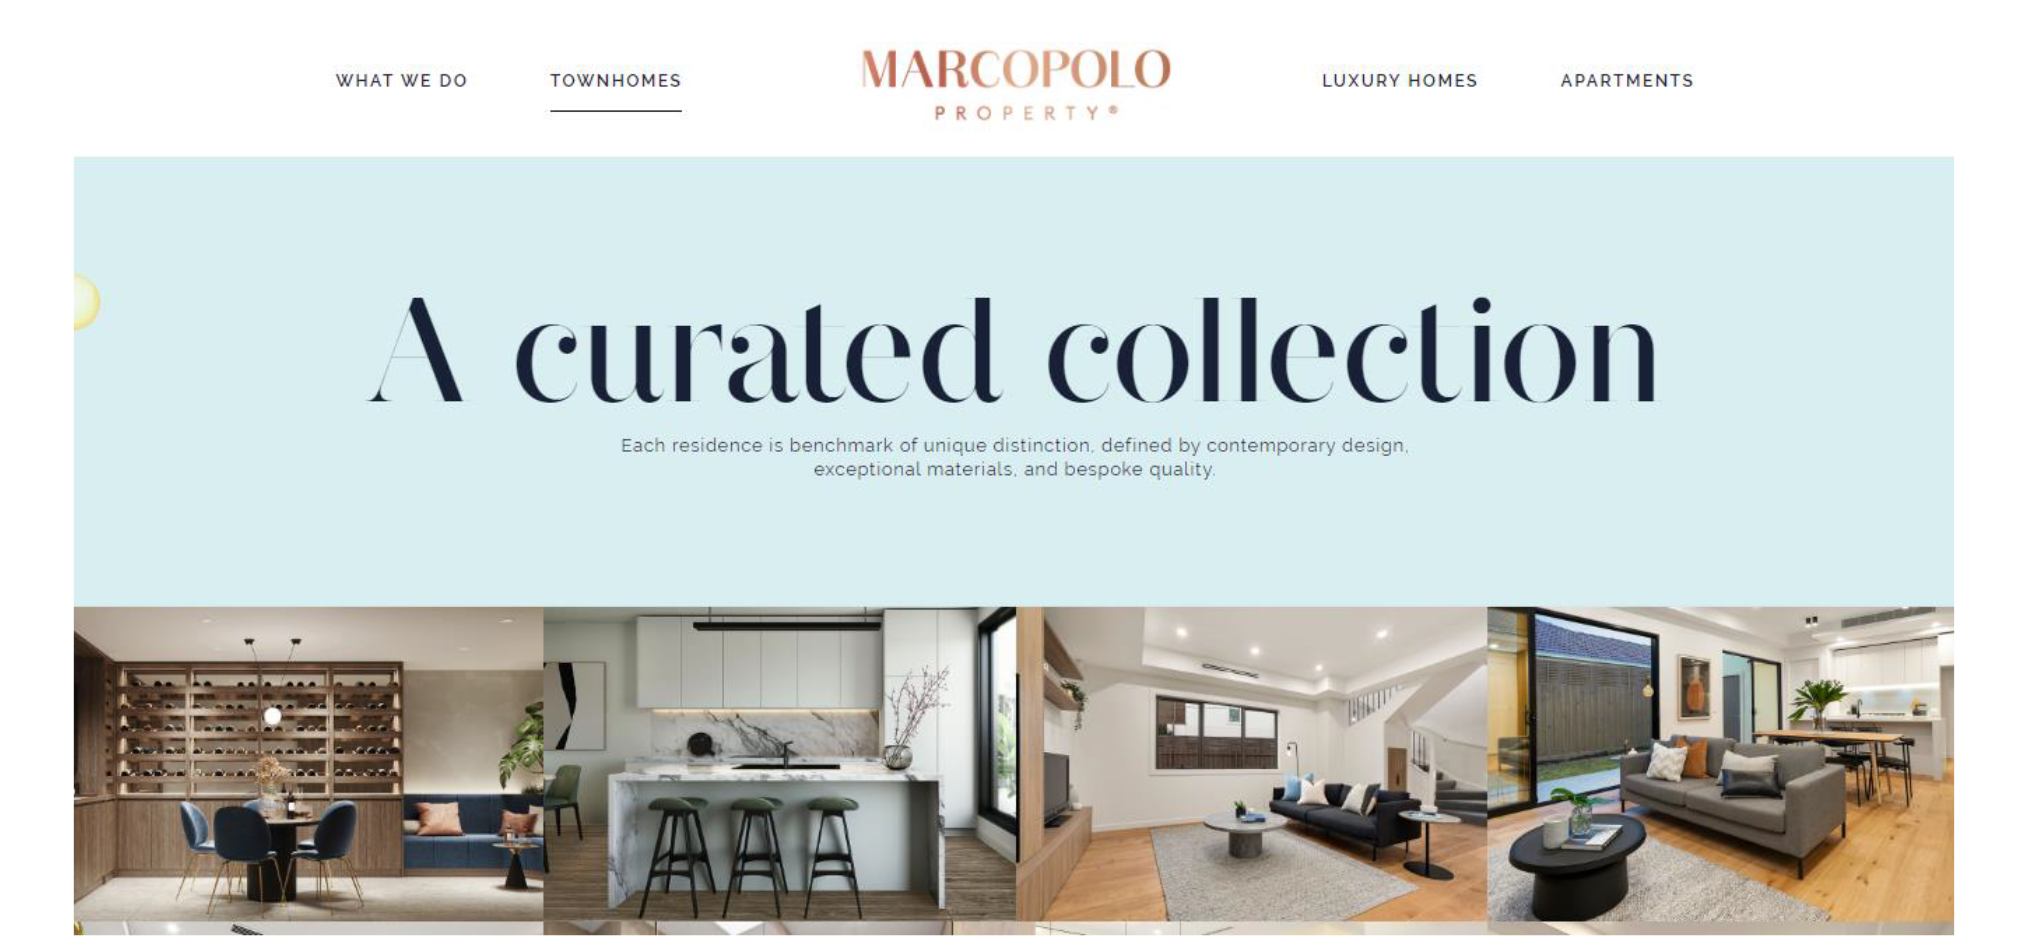 WHAT WE DO
TOWNHOMES
MARCOPOLO
PROPERTY®
LUXURY HOMES
APARTMENTS
A curated collection
Each residence is benchmark of unique distinction, defined by contemporary design,
exceptional materials, and bespoke quality.